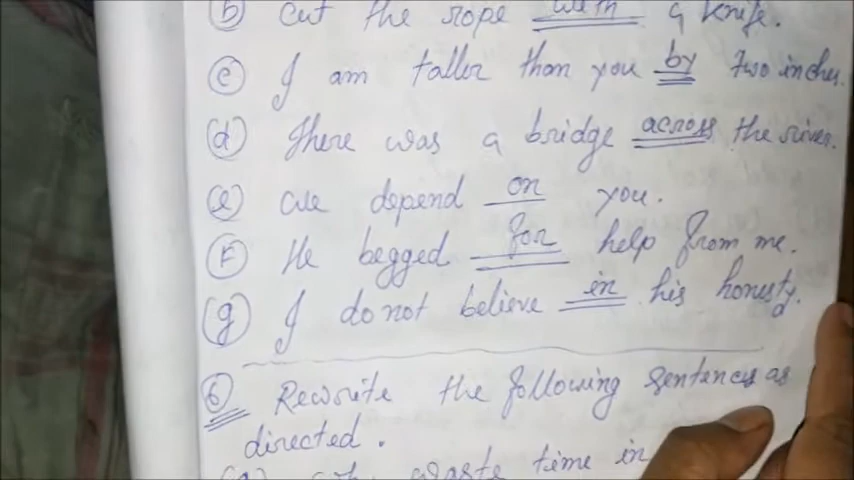 (b) cut the rope with a knife.
(c) I am taller than you by two inches.
(d) There was a bridge across the river.
(e) we depend on you.
(F) He begged for help from me.
(g) I do not believe in his honesty.
(6) Rewrite the following sentences as
directed.
(a) waste time in